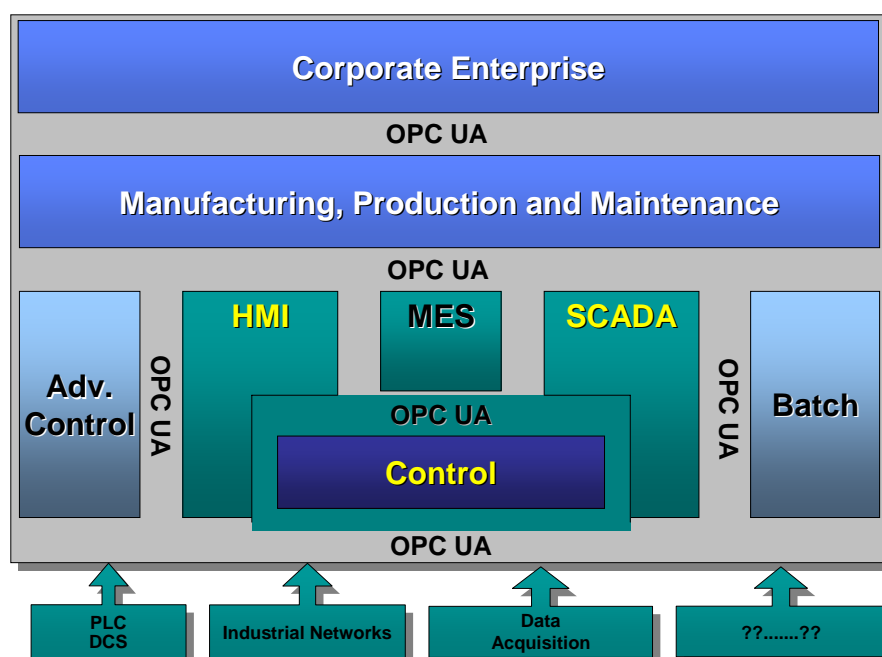 Corporate Enterprise
OPC UA
Manufacturing, Production and Maintenance
OPC UA
HMI
MES
SCADA
Adv.
Control
OPC UA
OPC UA
Control
OPC UA
Batch
OPC UA
PLC
DCS
Industrial Networks
Data
Acquisition
??.......??